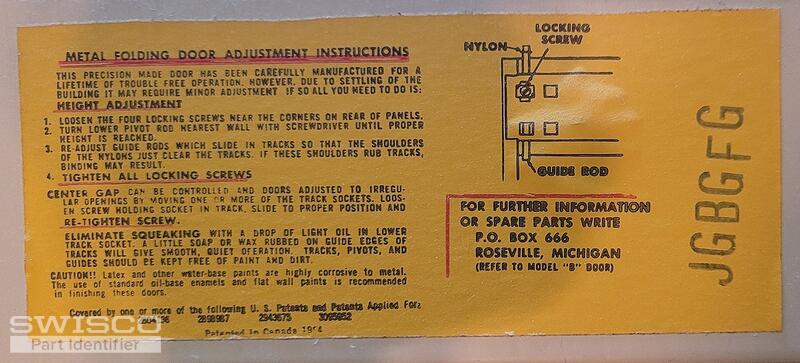 METAL FOLDING DOOR ADJUSTMENT INSTRUCTIONS
THIS PRECISION MADE DOOR HAS BEEN CAREFULLY MANUFACTURED FOR A
LIFETIME OF TROUBLE FREE OPERATION. HOWEVER, DUE TO SETTLING OF THE
BUILDING IT MAY REQUIRE MINOR ADJUSTMENT IF SO ALL YOU NEED TO DO IS:
HEIGHT ADJUSTMENT
1. LOOSEN THE FOUR LOCKING SCREWS NEAR THE CORNERS ON REAR OF PANELS.
2. TURN LOWER PIVOT ROD NEAREST WALL WITH SCREWDRIVER UNTIL PROPER
HEIGHT IS REACHED.
3. RE-ADJUST GUIDE RODS WHICH SLIDE IN TRACKS SO THAT THE SHOULDERS
OF THE NYLONS JUST CLEAR THE TRACKS. IF THESE SHOULDERS RUB TRACKS,
BINDING MAY RESULT.
4. TIGHTEN ALL LOCKING SCREWS
CENTER GAP CAN BE CONTROLLED AND DOORS ADJUSTED TO IRREGU-
LAR OPENINGS BY MOVING ONE OR MORE OF THE TRACK SOCKETS. LOOS-
EN SCREW HOLDING SOCKET IN TRACK, SLIDE TO PROPER POSITION AND
RE-TIGHTEN SCREW.
ELIMINATE SQUEAKING WITH A DROP OF LIGHT OIL IN LOWER
TRACK SOCKET. A LITTLE SOAP OR WAX RUBBED ON GUIDE EDGES OF
TRACKS WILL GIVE SMOOTH, QUIET OPERATION. TRACKS, PIVOTS, AND
GUIDES SHOULD BE KEPT FREE OF PAINT AND DIRT.
CAUTION!! Latex and other water-base paints are highly corrosive to metal.
The use of standard oil-base enamels and flat wall paints is recommended
in finishing these doors.
Covered by one or more of the following U. S. Patents and Patents Applied For:
2898987 2943675 3095952
Patented in Canada
LOCKING
SCREW
NYLON
GUIDE ROD
FOR FURTHER INFORMATION
OR SPARE PARTS WRITE
P.O. BOX 666
ROSEVILLE, MICHIGAN
(REFER TO MODEL "B" DOOR)
JGBGFG
SWISCO
Part Identifier